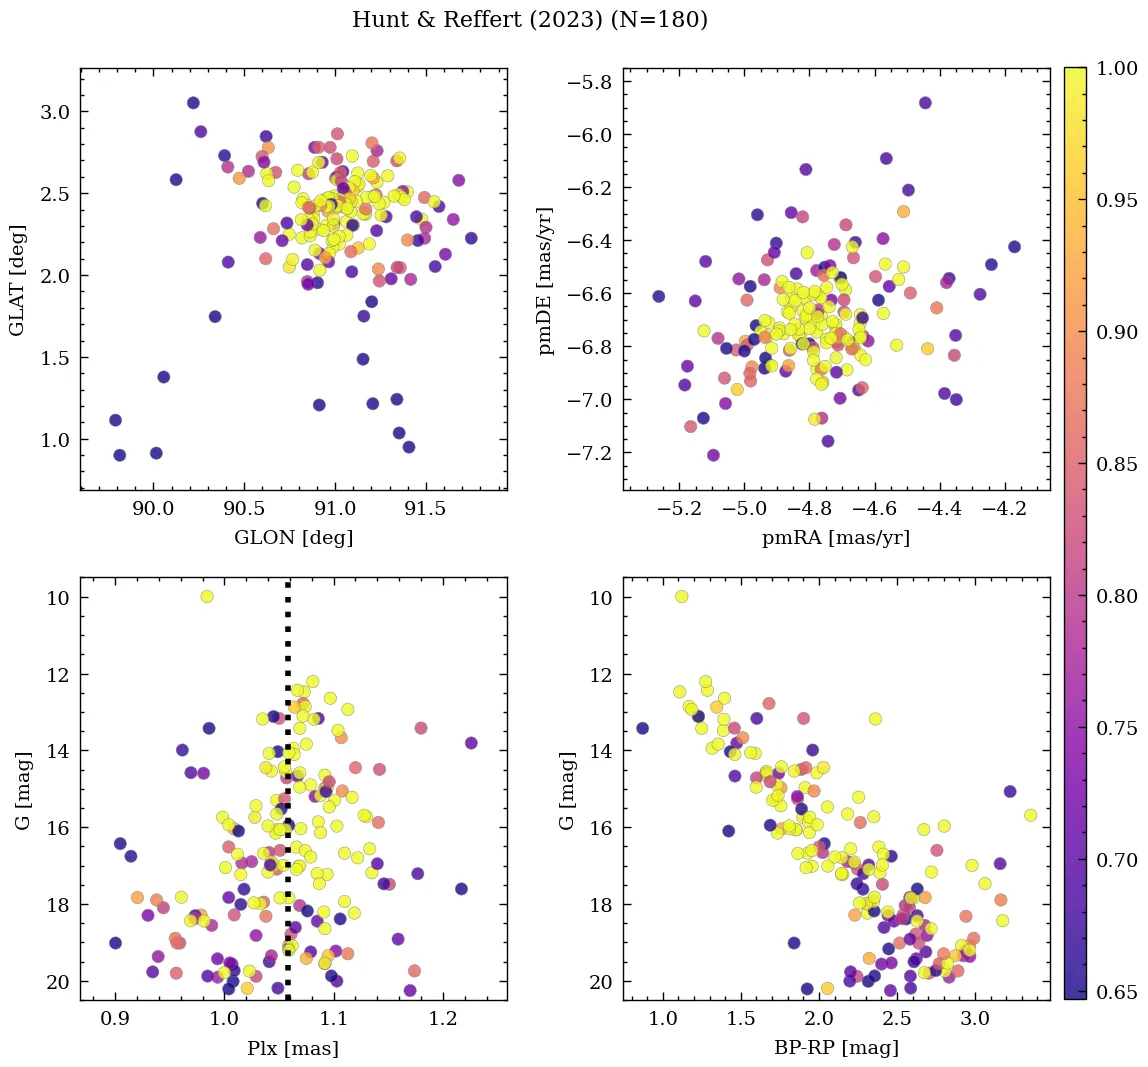 Hunt & Reffert (2023) (N=180)
3.0
2.5
2.0
1.5
1.0
GLAT [deg]
90.0 90.5 91.0 91.5
GLON [deg]
−5.8
−6.0
−6.2
−6.4
−6.6
−6.8
−7.0
−7.2
pmDE [mas/yr]
−5.2 −5.0 −4.8 −4.6 −4.4 −4.2
pmRA [mas/yr]
10
12
14
16
18
20
G [mag]
0.9 1.0 1.1 1.2
Plx [mas]
10
12
14
16
18
20
G [mag]
1.0 1.5 2.0 2.5 3.0
BP-RP [mag]
1.00
0.95
0.90
0.85
0.80
0.75
0.70
0.65